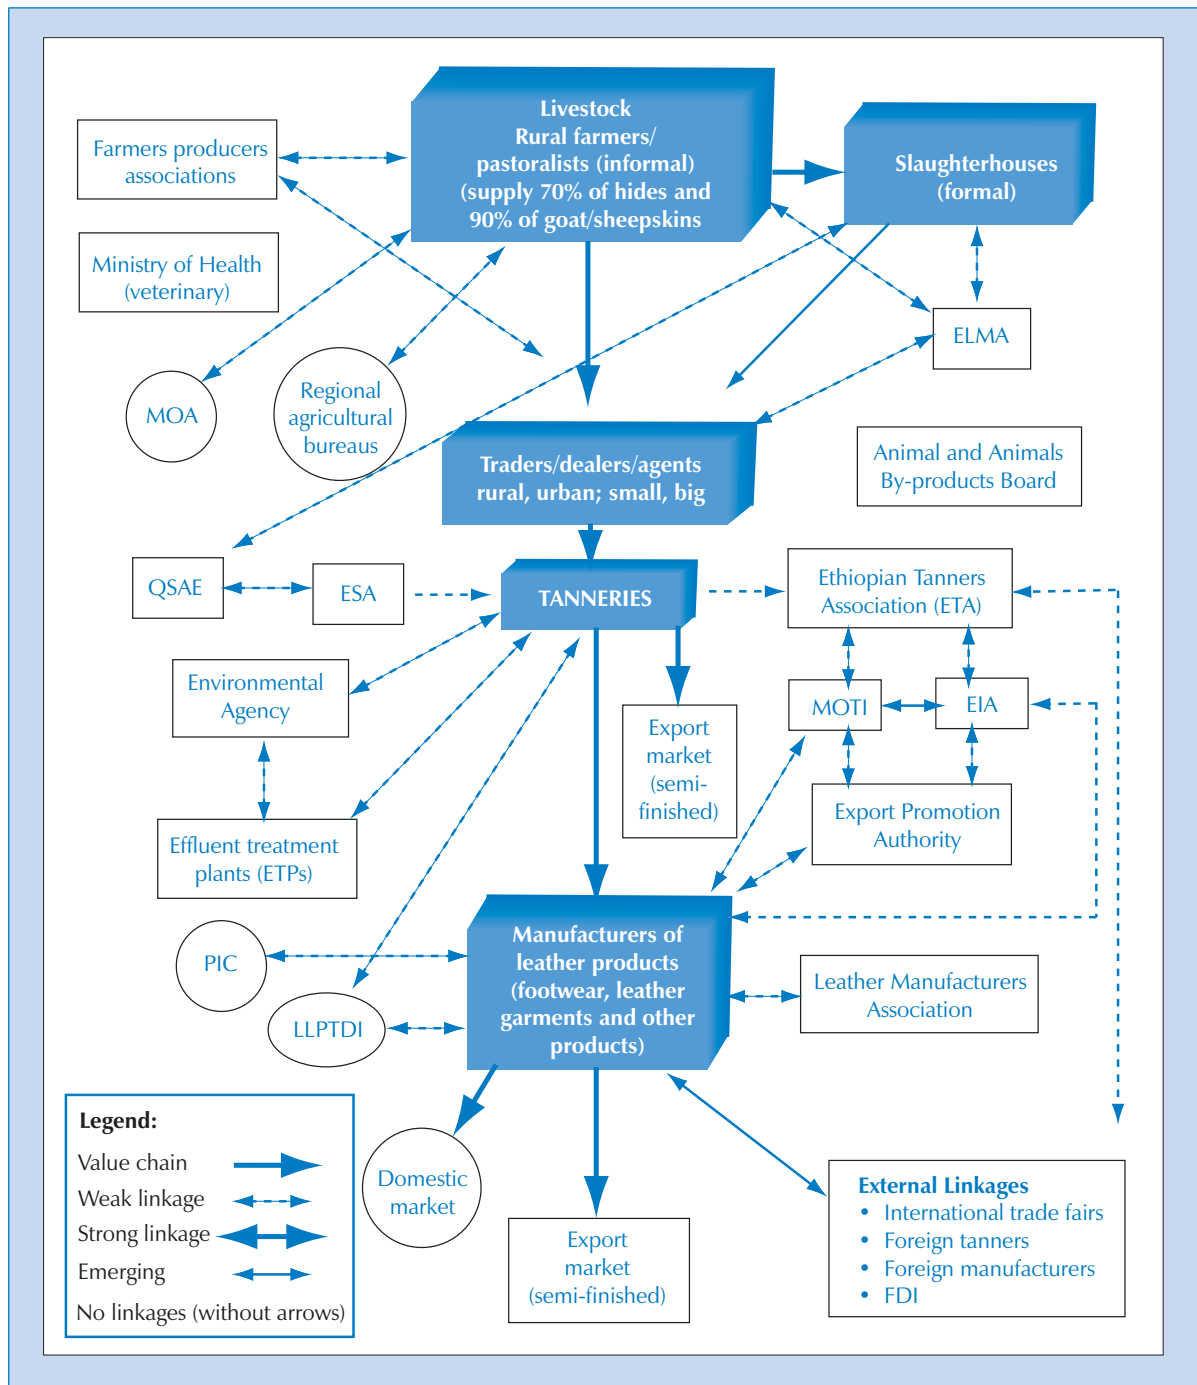 Livestock
Rural farmers/
pastoralists (informal)
(supply 70% of hides and
90% of goat/sheepskins
Slaughterhouses
(formal)
Farmers producers
associations
Ministry of Health
(veterinary)
ELMA
MOA
Regional
agricultural
bureaus
Traders/dealers/agents
rural, urban; small, big
Animal and Animals
By-products Board
QSAE
ESA
TANNERIES
Ethiopian Tanners
Association (ETA)
Environmental
Agency
MOTI
EIA
Export
market
(semi-
finished)
Export Promotion
Authority
Effluent treatment
plants (ETPs)
PIC
Manufacturers of
leather products
(footwear, leather
garments and other
products)
Leather Manufacturers
Association
LLPTDI
Legend:
Value chain
Weak linkage
Strong linkage
Emerging
No linkages (without arrows)
Domestic
market
Export
market
(semi-finished)
External Linkages
• International trade fairs
• Foreign tanners
• Foreign manufacturers
• FDI